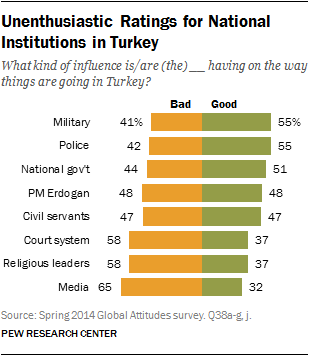 Unenthusiastic Ratings for National
Institutions in Turkey
What kind of influence is/are (the) __ having on the way
things are going in Turkey?
Bad Good
Military 41% 55%
Police 42 55
National gov't 44 51
PM Erdogan 48 48
Civil servants 47 47
Court system 58 37
Religious leaders 58 37
Media 65 32
Source: Spring 2014 Global Attitudes survey. Q38a-g, j.
PEW RESEARCH CENTER